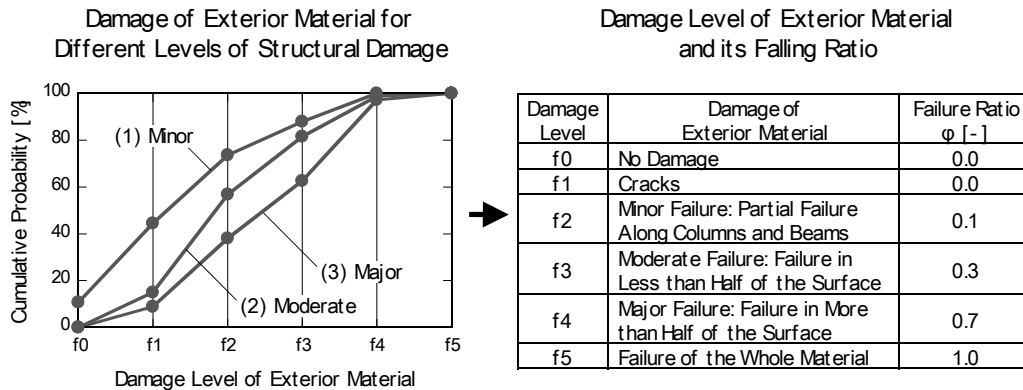 Damage of Exterior Material for
Different Levels of Structural Damage
Cumulative Probability [%]
100
80
60
40
20
0
(1) Minor
(2) Moderate
(3) Major
f0 f1 f2 f3 f4 f5
Damage Level of Exterior Material
Damage Level of Exterior Material
and its Falling Ratio
Damage Level Damage of Exterior Material Failure Ratio φ [-]
f0 No Damage 0.0
f1 Cracks 0.0
f2 Minor Failure: Partial Failure
Along Columns and Beams 0.1
f3 Moderate Failure: Failure in
Less than Half of the Surface 0.3
f4 Major Failure: Failure in More
than Half of the Surface 0.7
f5 Failure of the Whole Material 1.0